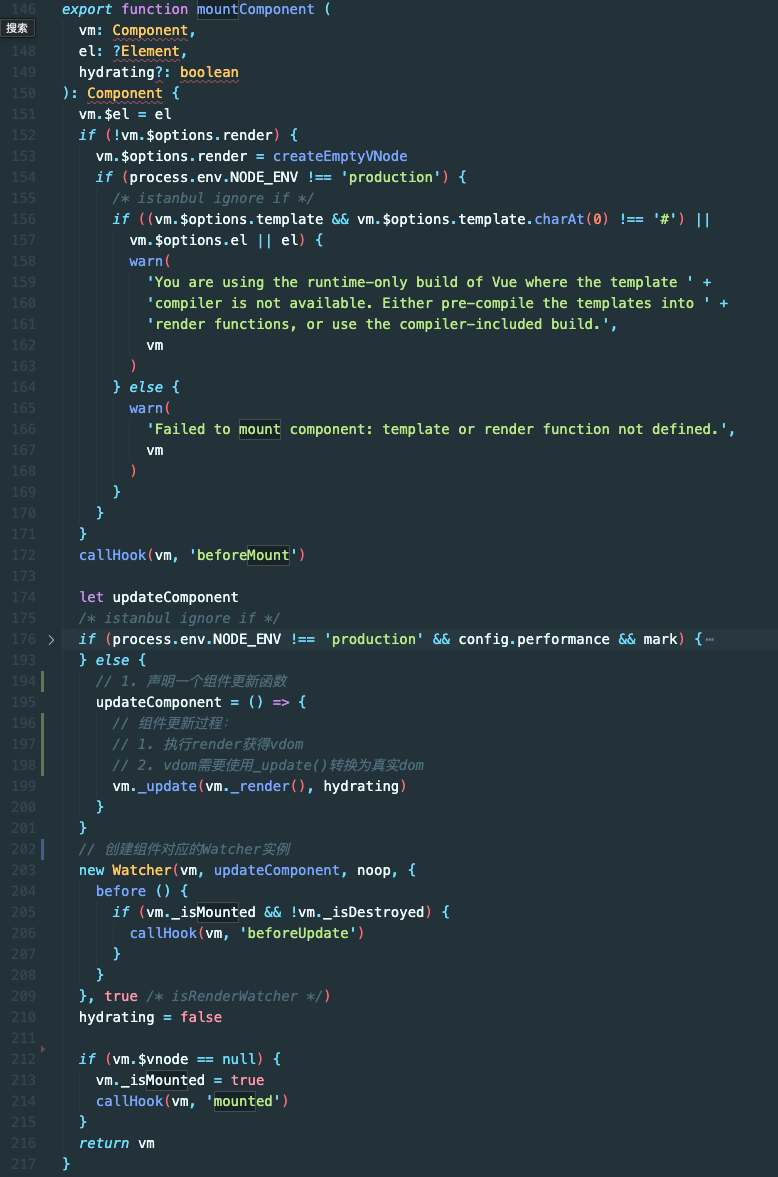 146 export function mountComponent (
搜索 vm: Component,
148 el: ?Element,
149 hydrating?: boolean
150 ): Component {
151 vm.$el = el
152 if (!vm.$options.render) {
153 vm.$options.render = createEmptyVNode
154 if (process.env.NODE_ENV !== 'production') {
155 /* istanbul ignore if */
156 if ((vm.$options.template && vm.$options.template.charAt(0) !== '#') ||
157 vm.$options.el || el) {
158 warn(
159 'You are using the runtime-only build of Vue where the template ' +
160 'compiler is not available. Either pre-compile the templates into ' +
161 'render functions, or use the compiler-included build.',
162 vm
163 )
164 } else {
165 warn(
166 'Failed to mount component: template or render function not defined.',
167 vm
168 )
169 }
170 }
171 }
172 callHook(vm, 'beforeMount')
173
174 let updateComponent
175 /* istanbul ignore if */
176 if (process.env.NODE_ENV !== 'production' && config.performance && mark) {…
193 } else {
194 // 1. 声明一个组件更新函数
195 updateComponent = () => {
196 // 组件更新过程：
197 // 1. 执行render获得vdom
198 // 2. vdom需要使用_update()转换为真实dom
199 vm._update(vm._render(), hydrating)
200 }
201 }
202 // 创建组件对应的Watcher实例
203 new Watcher(vm, updateComponent, noop, {
204 before () {
205 if (vm._isMounted && !vm._isDestroyed) {
206 callHook(vm, 'beforeUpdate')
207 }
208 }
209 }, true /* isRenderWatcher */)
210 hydrating = false
211
212 if (vm.$vnode == null) {
213 vm._isMounted = true
214 callHook(vm, 'mounted')
215 }
216 return vm
217 }